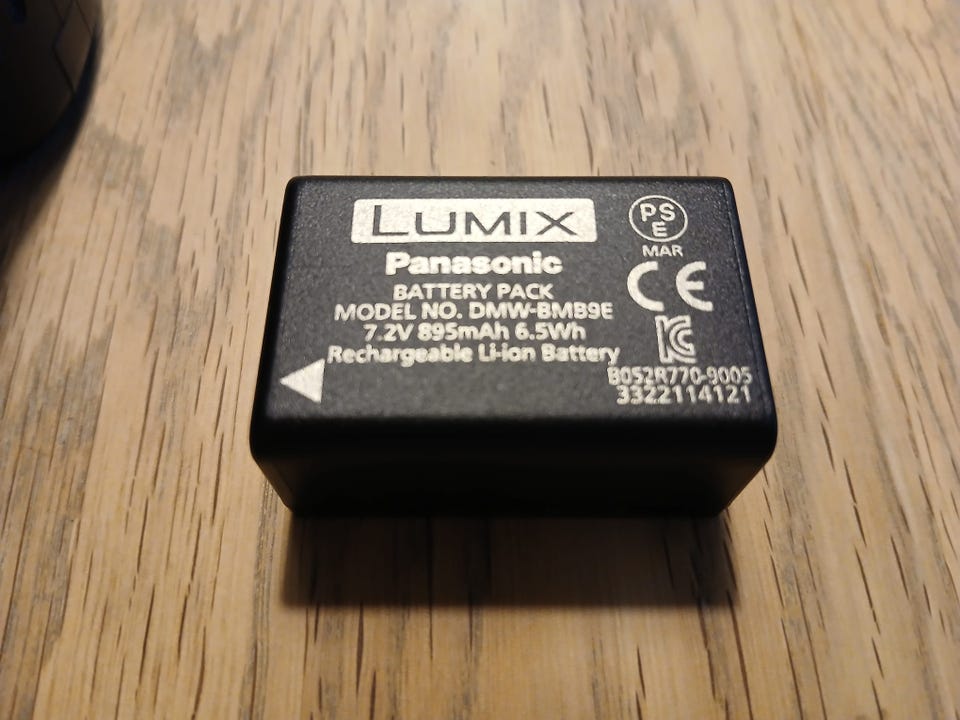 LUMIX
Panasonic
BATTERY PACK
MODEL NO. DMW-BMB9E
7.2V 895mAh 6.5Wh
Rechargeable Li-ion Battery
PS
E
MAR
CE
KC
B052R770-9005
3322114121